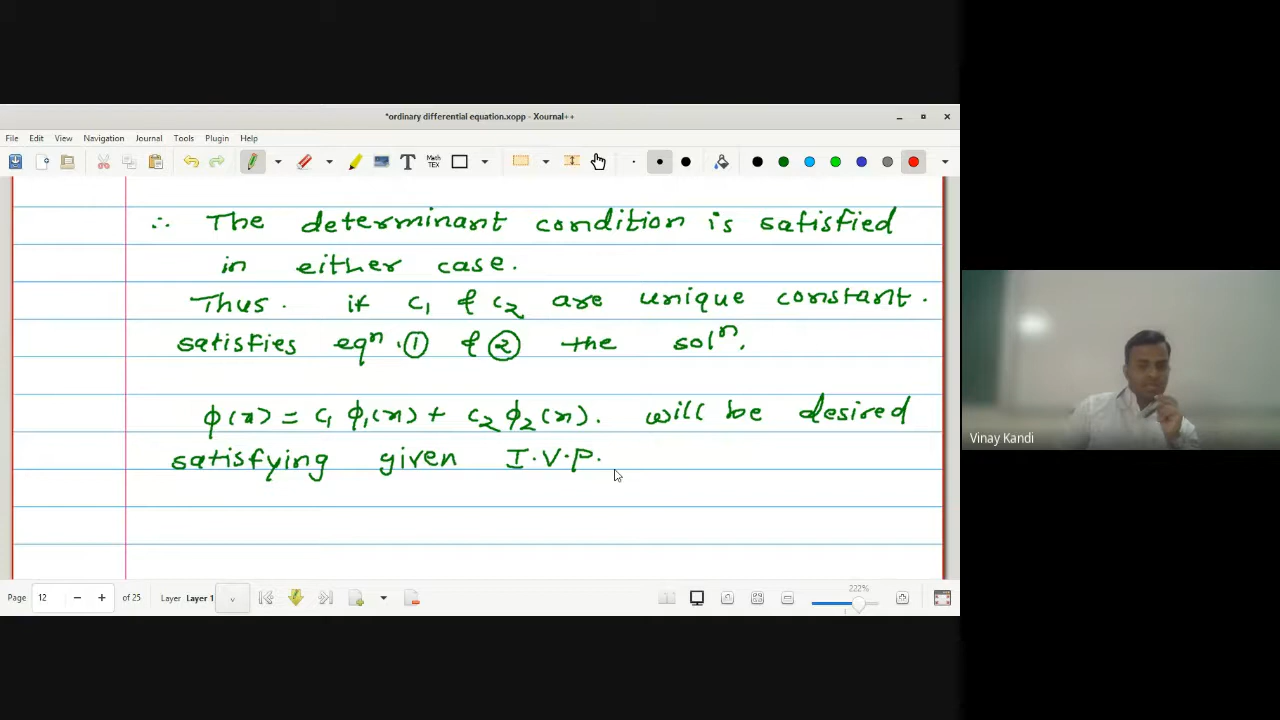 *ordinary differential equation.xopp - Xournal++
File Edit View Navigation Journal Tools Plugin Help
∴ The determinant condition is satisfied
in either case.
Thus. if c₁ & c₂ are unique constant.
satisfies eqⁿ. ① & ② the solⁿ.
ϕ(x) = c₁ ϕ₁(x) + c₂ ϕ₂(x). will be desired
satisfying given I.V.P.
Vinay Kandi
Page 12 of 25 Layer Layer 1 222%